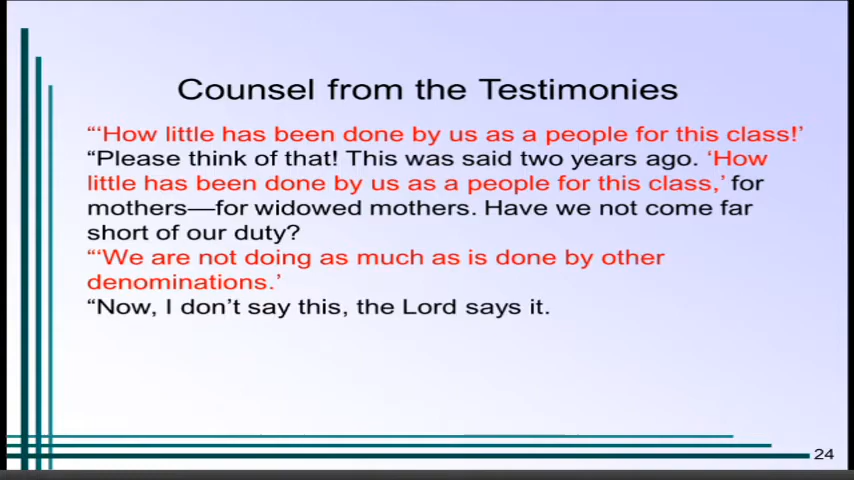 Counsel from the Testimonies
“‘How little has been done by us as a people for this class!’
“Please think of that! This was said two years ago. ‘How
little has been done by us as a people for this class,’ for
mothers—for widowed mothers. Have we not come far
short of our duty?
“‘We are not doing as much as is done by other
denominations.’
“Now, I don’t say this, the Lord says it.
24